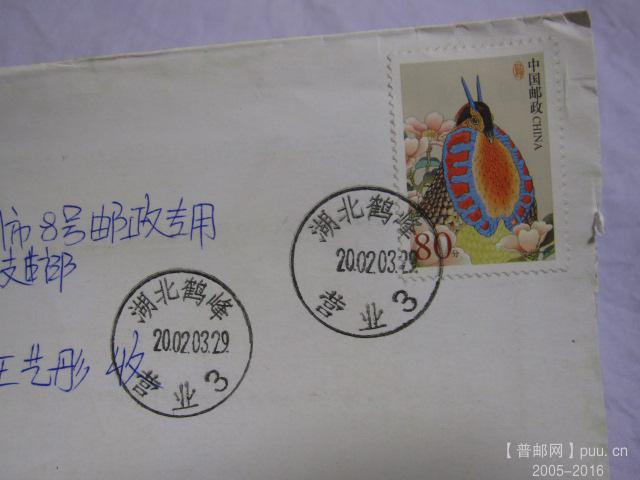 中国邮政 CHINA
80分
湖北鹤峰
20.02.03.29
营 3
湖北鹤峰
20.02.03.29
营 3
市8号邮政专用
支邮部
王艺彤 收
【普邮网】puu.cn
2005-2016